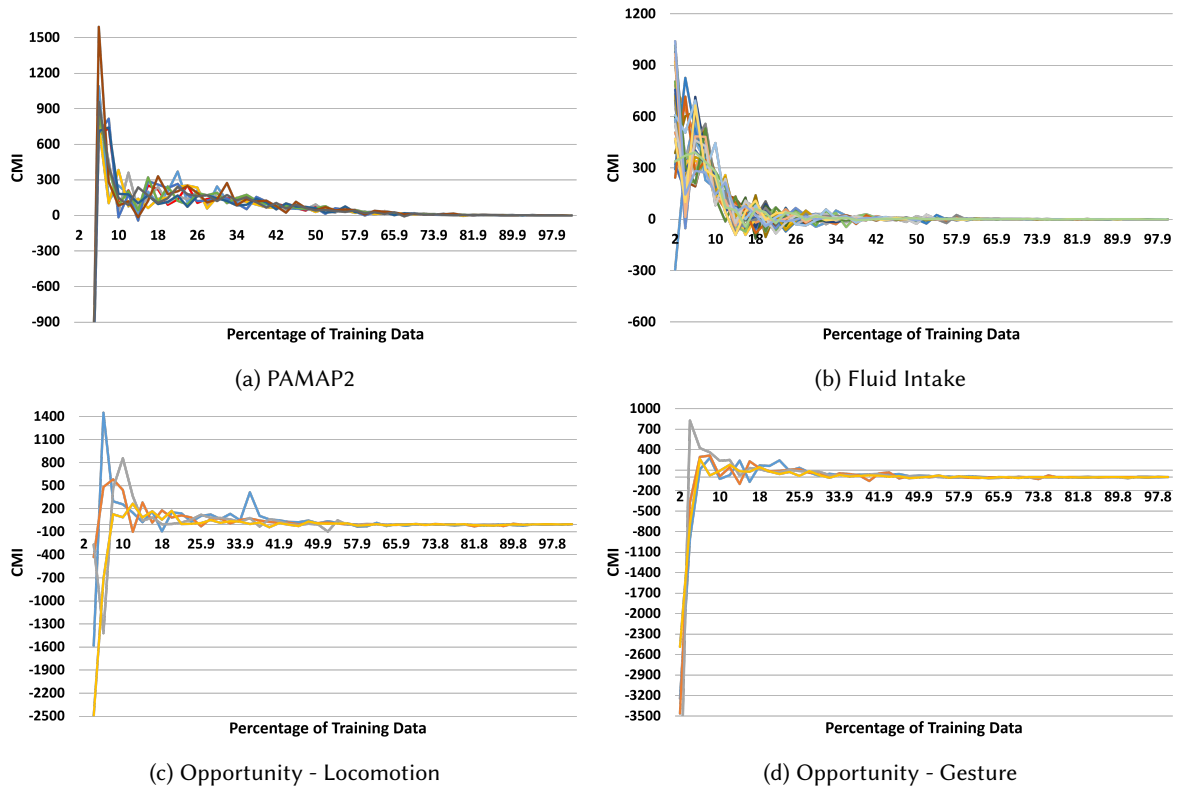 1500
1200
900
600
300
0
-300
-600
-900
CMI
2 10 18 26 34 42 50 57.9 65.9 73.9 81.9 89.9 97.9
Percentage of Training Data
(a) PAMAP2
1200
900
600
300
0
-300
-600
CMI
2 10 18 26 34 42 50 57.9 65.9 73.9 81.9 89.9 97.9
Percentage of Training Data
(b) Fluid Intake
1400
1100
800
500
200
-100
-400
-700
-1000
-1300
-1600
-1900
-2200
-2500
CMI
2 10 18 25.9 33.9 41.9 49.9 57.9 65.9 73.8 81.8 89.8 97.8
Percentage of Training Data
(c) Opportunity - Locomotion
1000
700
400
100
-200
-500
-800
-1100
-1400
-1700
-2000
-2300
-2600
-2900
-3200
-3500
CMI
2 10 18 25.9 33.9 41.9 49.9 57.9 65.9 73.8 81.8 89.8 97.8
Percentage of Training Data
(d) Opportunity - Gesture